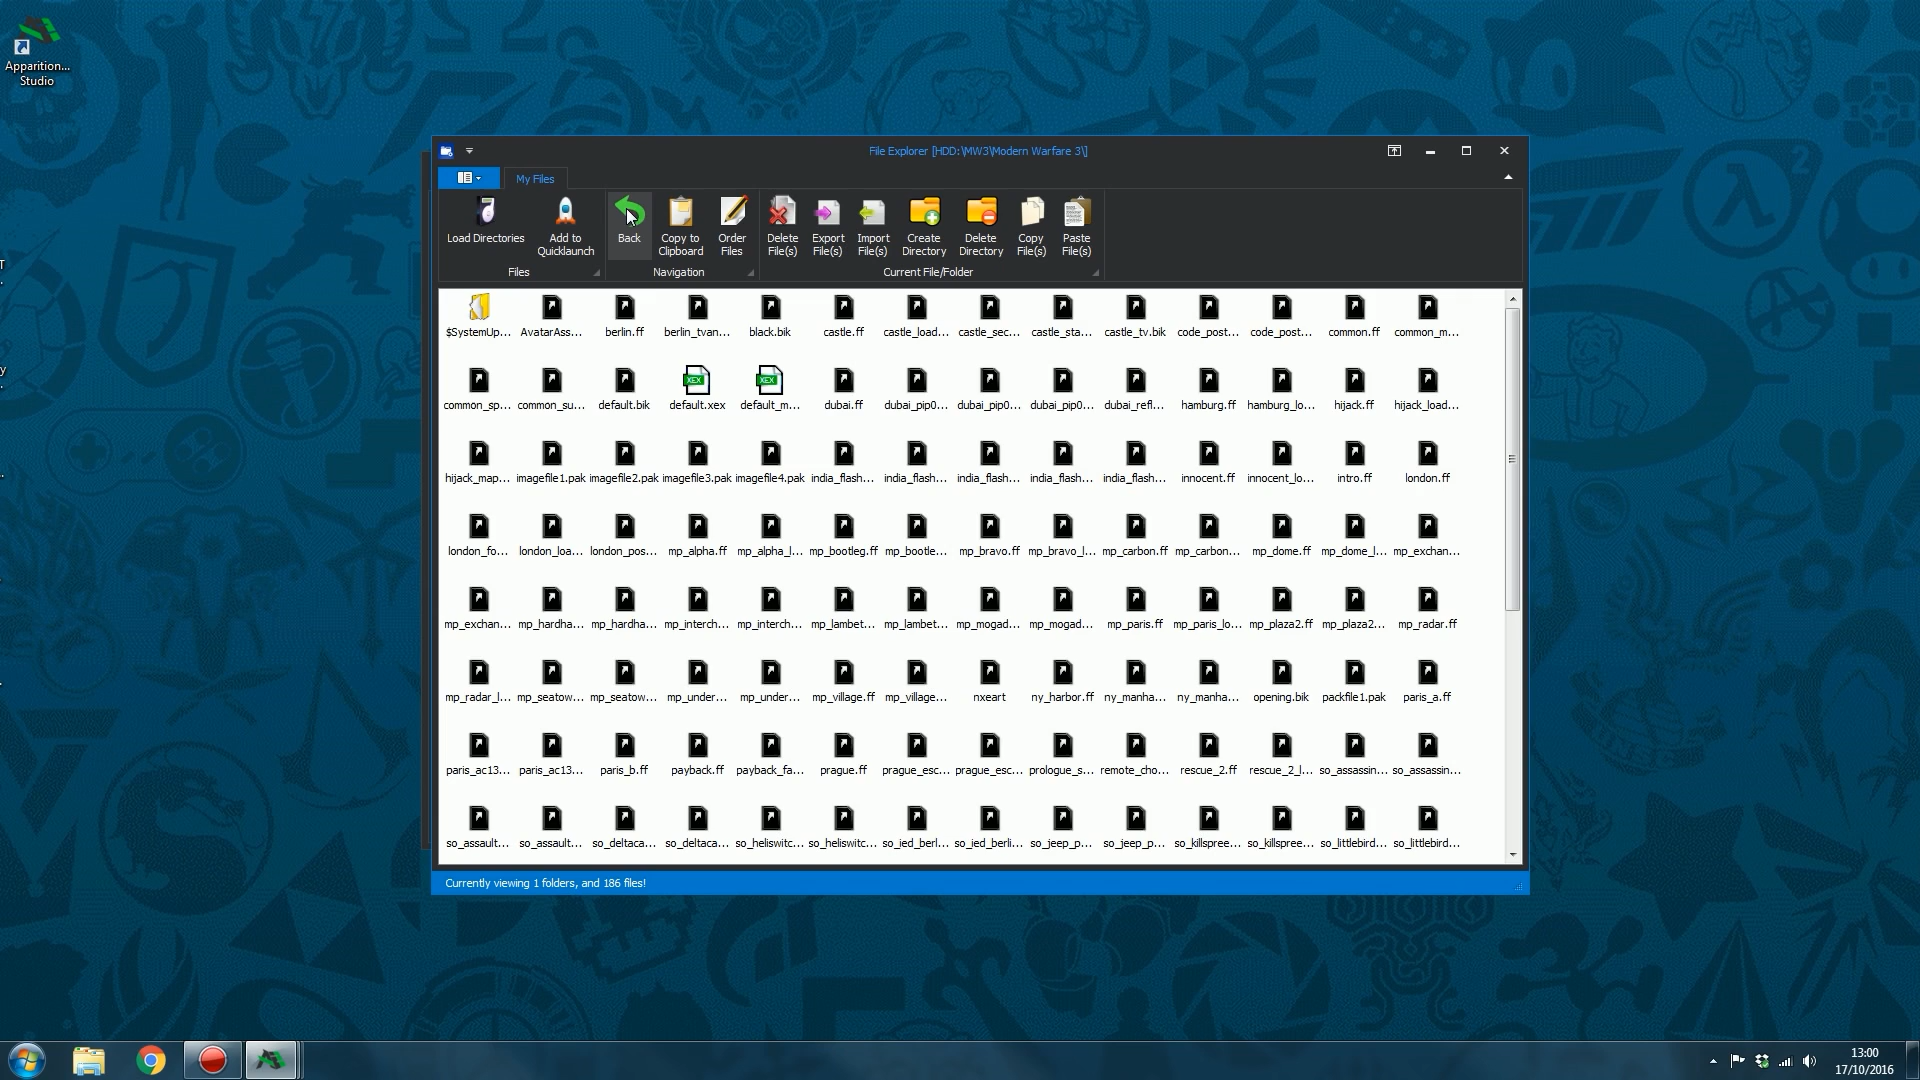 Apparition...
Studio
File Explorer [HDD:\MW3\Modern Warfare 3\]
My Files
Load Directories
Add to
Quicklaunch
Back
Copy to
Clipboard
Order
Files
Delete
File(s)
Export
File(s)
Import
File(s)
Create
Directory
Delete
Directory
Copy
File(s)
Paste
File(s)
Files
Navigation
Current File/Folder
$SystemUp... AvatarAss... berlin.ff berlin_tvan... black.bik castle.ff castle_load... castle_sec... castle_sta... castle_tv.bik code_post... code_post... common.ff common_m...
common_sp... common_su... default.bik default.xex default_m... dubai.ff dubai_pip0... dubai_pip0... dubai_pip0... dubai_refl... hamburg.ff hamburg_lo... hijack.ff hijack_load...
hijack_map... imagefile1.pak imagefile2.pak imagefile3.pak imagefile4.pak india_flash... india_flash... india_flash... india_flash... india_flash... innocent.ff innocent_lo... intro.ff london.ff
london_fo... london_loa... london_pos... mp_alpha.ff mp_alpha_l... mp_bootleg.ff mp_bootle... mp_bravo.ff mp_bravo_l... mp_carbon.ff mp_carbon... mp_dome.ff mp_dome_l... mp_exchan...
mp_exchan... mp_hardha... mp_hardha... mp_interch... mp_interch... mp_lambet... mp_lambet... mp_mogad... mp_mogad... mp_paris.ff mp_paris_lo... mp_plaza2.ff mp_plaza2... mp_radar.ff
mp_radar_l... mp_seatow... mp_seatow... mp_under... mp_under... mp_village.ff mp_village... nxeart ny_harbor.ff ny_manha... ny_manha... opening.bik packfile1.pak paris_a.ff
paris_ac13... paris_ac13... paris_b.ff payback.ff payback_fa... prague.ff prague_esc... prague_esc... prologue_s... remote_cho... rescue_2.ff rescue_2_l... so_assassin... so_assassin...
so_assault... so_assault... so_deltaca... so_deltaca... so_heliswitc... so_heliswitc... so_ied_berl... so_ied_berli... so_jeep_p... so_jeep_p... so_killspree... so_killspree... so_littlebird... so_littlebird...
XEX XEX
Currently viewing 1 folders, and 186 files!
13:00
17/10/2016